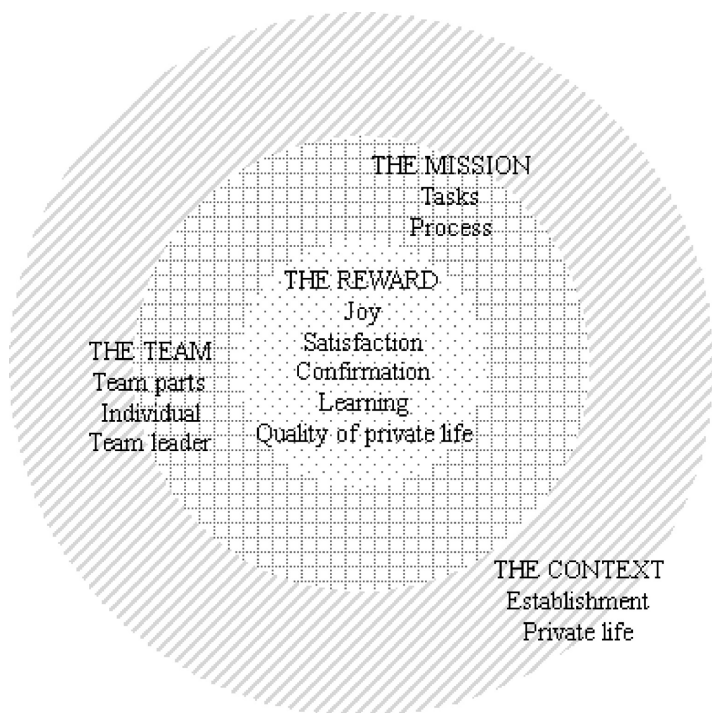 THE MISSION
Tasks
Process
THE REWARD
Joy
Satisfaction
Confirmation
Learning
Quality of private life
THE TEAM
Team parts
Individual
Team leader
THE CONTEXT
Establishment
Private life